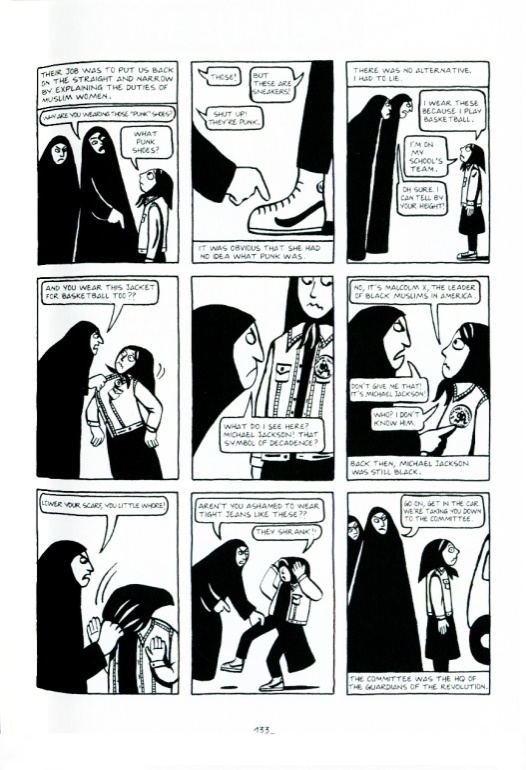 THEIR JOB WAS TO PUT US BACK
ON THE STRAIGHT AND NARROW
BY EXPLAINING THE DUTIES OF
MUSLIM WOMEN.
WHY ARE YOU WEARING THOSE "PUNK" SHOES?
WHAT
PUNK
SHOES?
THOSE!
BUT
THESE ARE
SNEAKERS!
SHUT UP!
THEY'RE PUNK.
IT WAS OBVIOUS THAT SHE HAD
NO IDEA WHAT PUNK WAS.
THERE WAS NO ALTERNATIVE.
I HAD TO LIE.
I WEAR THESE
BECAUSE I PLAY
BASKETBALL.
I'M ON
MY
SCHOOL'S
TEAM.
OH SURE. I
CAN TELL BY
YOUR HEIGHT!
AND YOU WEAR THIS JACKET
FOR BASKETBALL TOO??
WHAT DO I SEE HERE?
MICHAEL JACKSON! THAT
SYMBOL OF DECADENCE?
NO, IT'S MALCOLM X, THE LEADER
OF BLACK MUSLIMS IN AMERICA.
DON'T GIVE ME THAT!
IT'S MICHAEL JACKSON!
WHO? I DON'T
KNOW HIM.
BACK THEN, MICHAEL JACKSON
WAS STILL BLACK.
LOWER YOUR SCARF, YOU LITTLE WHORE!
AREN'T YOU ASHAMED TO WEAR
TIGHT JEANS LIKE THESE??
THEY SHRANK!!
GO ON, GET IN THE CAR.
WE'RE TAKING YOU DOWN
TO THE COMMITTEE.
THE COMMITTEE WAS THE HQ OF
THE GUARDIANS OF THE REVOLUTION.
133_